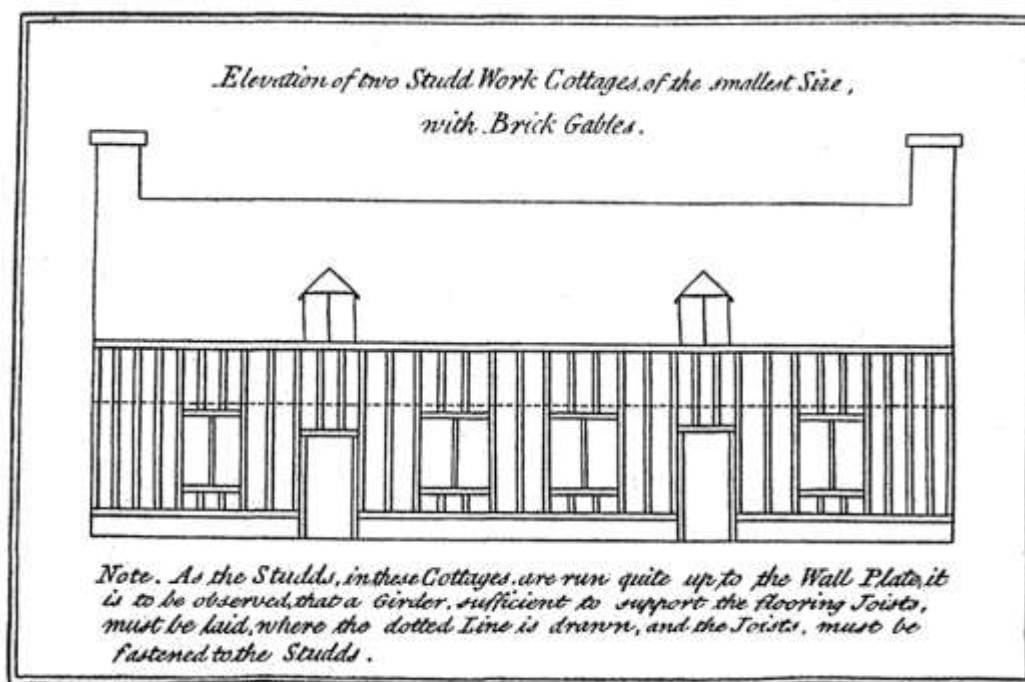 Elevation of two Studd Work Cottages, of the smallest Size,
with Brick Gables.
Note. As the Studds, in these Cottages, are run quite up to the Wall Plate, it
is to be observed, that a Girder, sufficient to support the flooring Joists,
must be laid, where the dotted Line is drawn, and the Joists, must be
fastened to the Studds.